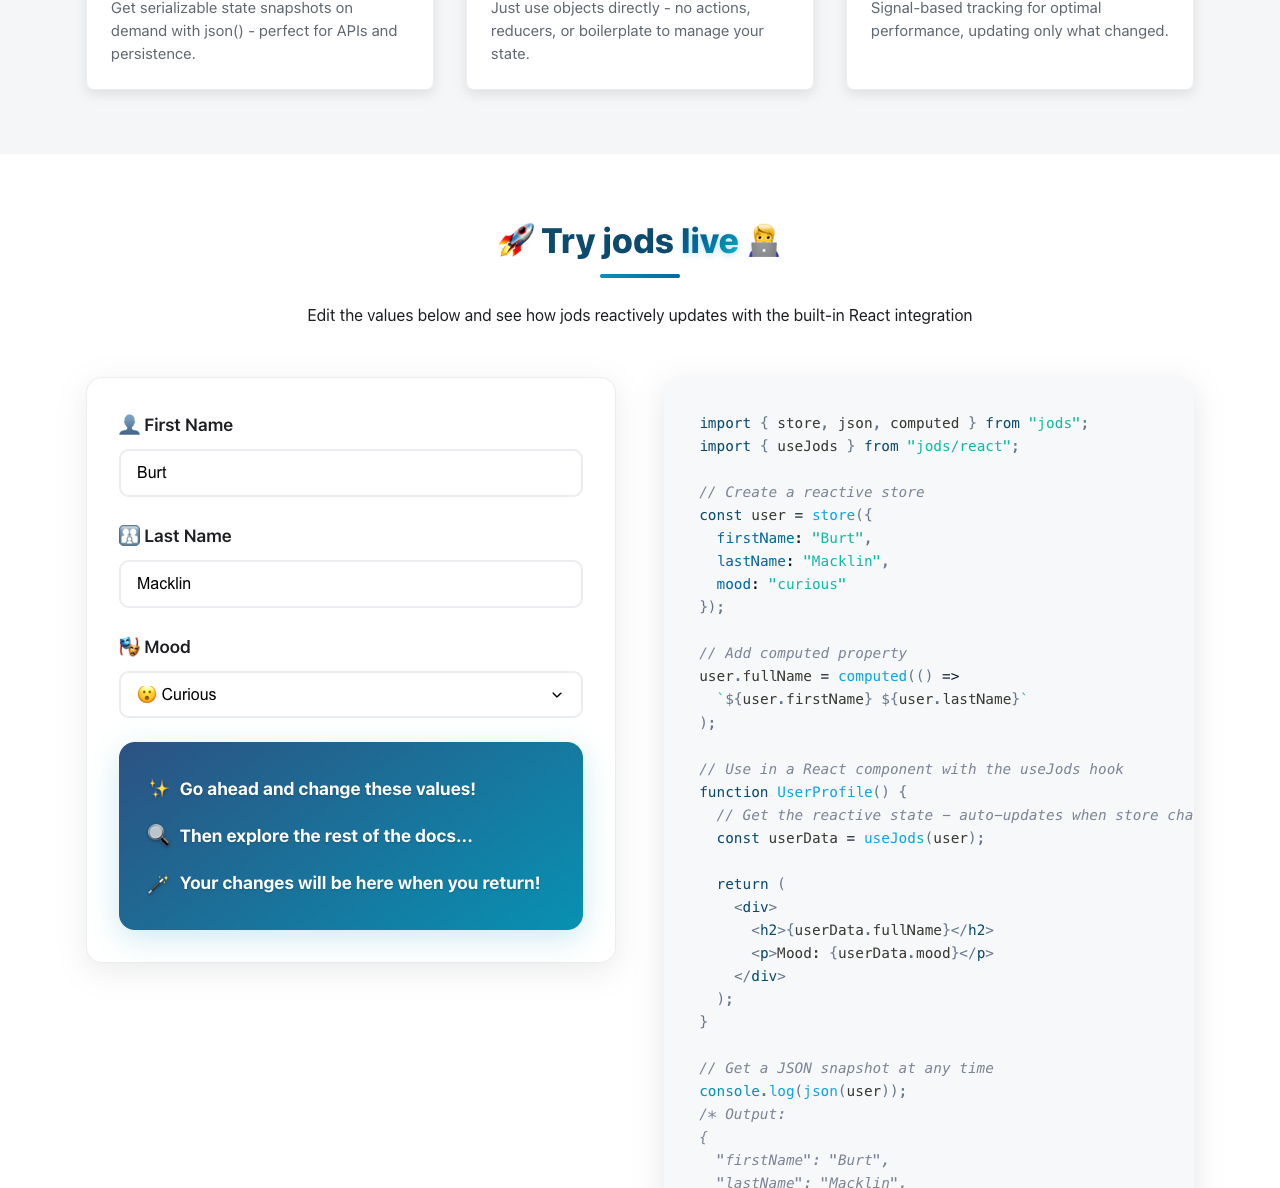 Get serializable state snapshots on
demand with json() - perfect for APIs and
persistence.
Just use objects directly - no actions,
reducers, or boilerplate to manage your
state.
Signal-based tracking for optimal
performance, updating only what changed.
🚀 Try jods live 👩‍💻
Edit the values below and see how jods reactively updates with the built-in React integration
👤 First Name
Burt
Last Name
Macklin
🎭 Mood
😮 Curious
✨ Go ahead and change these values!
🔍 Then explore the rest of the docs...
🪄 Your changes will be here when you return!
import { store, json, computed } from "jods";
import { useJods } from "jods/react";

// Create a reactive store
const user = store({
  firstName: "Burt",
  lastName: "Macklin",
  mood: "curious"
});

// Add computed property
user.fullName = computed(() =>
  `${user.firstName} ${user.lastName}`
);

// Use in a React component with the useJods hook
function UserProfile() {
  // Get the reactive state – auto-updates when store cha
  const userData = useJods(user);

  return (
    <div>
      <h2>{userData.fullName}</h2>
      <p>Mood: {userData.mood}</p>
    </div>
  );
}

// Get a JSON snapshot at any time
console.log(json(user));
/* Output:
{
  "firstName": "Burt",
  "lastName": "Macklin",